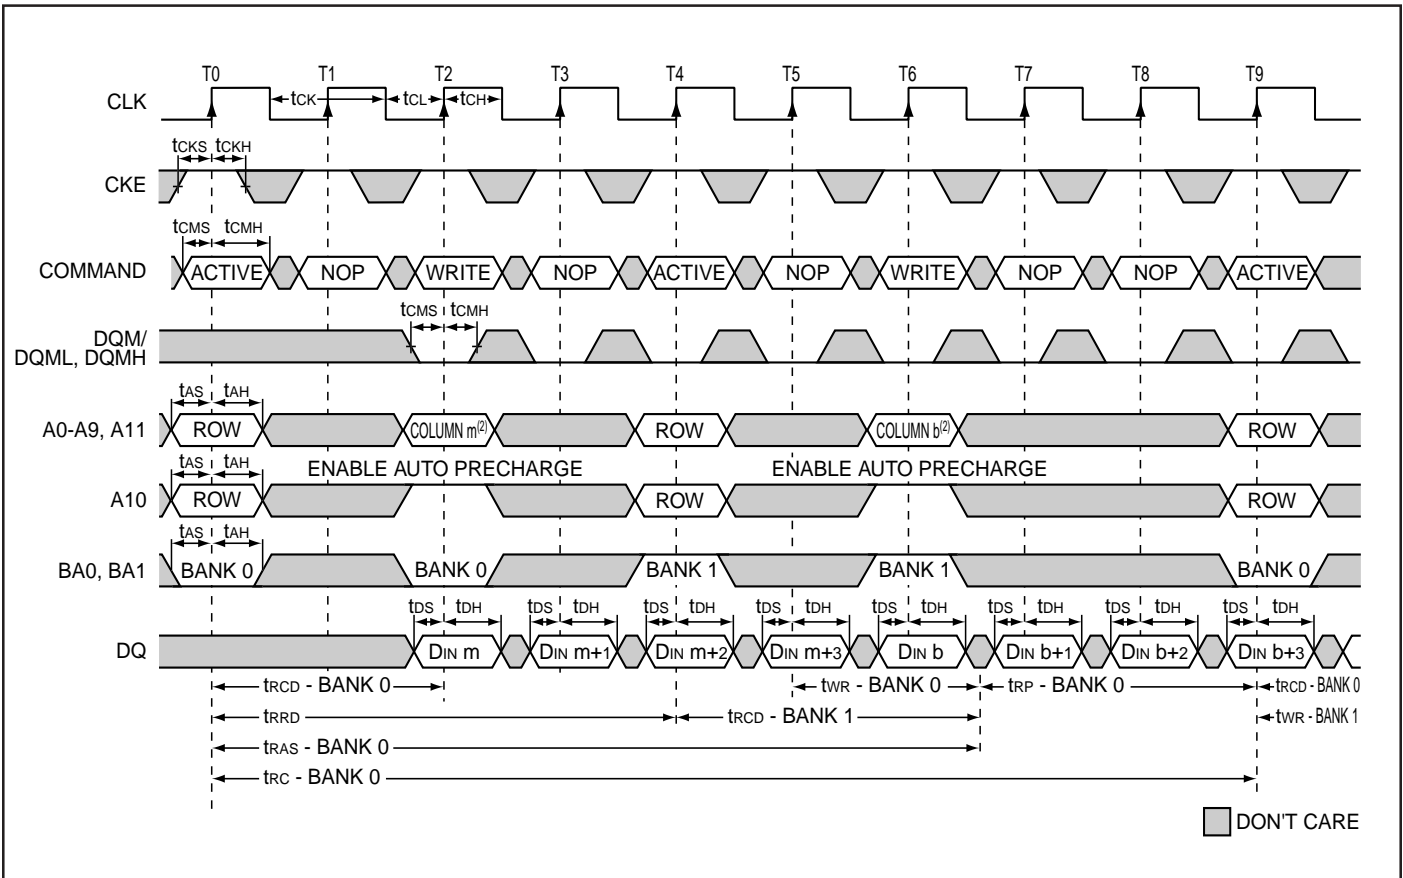 T0 T1 T2 T3 T4 T5 T6 T7 T8 T9
CLK tCK tCL tCH
tCKS tCKH
CKE
tCMS tCMH
COMMAND ACTIVE NOP WRITE NOP ACTIVE NOP WRITE NOP NOP ACTIVE
tCMS tCMH
DQM/
DQML, DQMH
tAS tAH
A0-A9, A11 ROW COLUMN m(2) ROW COLUMN b(2) ROW
tAS tAH ENABLE AUTO PRECHARGE ENABLE AUTO PRECHARGE
A10 ROW ROW ROW
tAS tAH
BA0, BA1 BANK 0 BANK 0 BANK 1 BANK 1 BANK 0
tDS tDH tDS tDH tDS tDH tDS tDH tDS tDH tDS tDH tDS tDH tDS tDH
DQ DIN m DIN m+1 DIN m+2 DIN m+3 DIN b DIN b+1 DIN b+2 DIN b+3
tRCD - BANK 0 tWR - BANK 0 tRP - BANK 0 tRCD - BANK 0
tRRD tRCD - BANK 1 tWR - BANK 1
tRAS - BANK 0
tRC - BANK 0
DON'T CARE